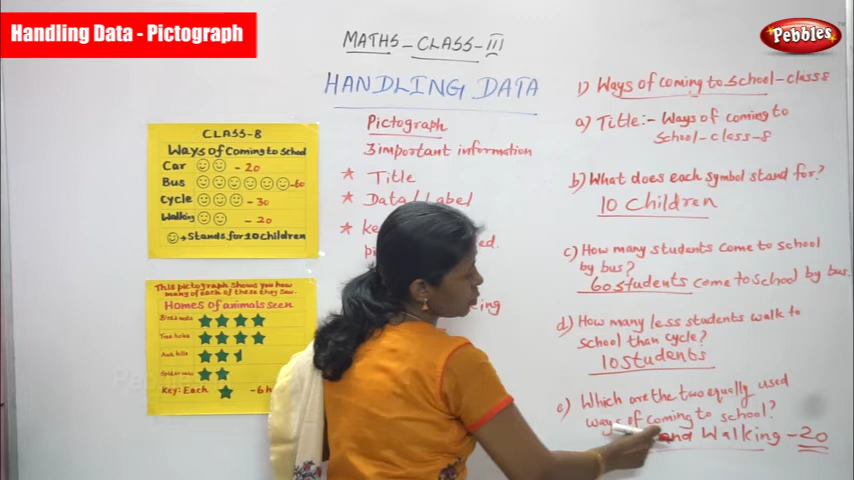 Handling Data - Pictograph
Pebbles
MATHS - CLASS - III
HANDLING DATA
Pictograph
3 important information
* Title
* Data / Label
*
CLASS-8
Ways of Coming to School
Car - 20
Bus - 60
Cycle - 30
Walking - 20
→ Stands for 10 children
This pictograph shows you how
many of each of these they saw.
Homes of animals seen
Tree holes
Ant hills
Key: Each
1) Ways of coming to school - class 8
a) Title :- Ways of coming to
school - class - 8
b) What does each symbol stand for?
10 Children
c) How many students come to school
by bus?
60 students come to school by bus.
d) How many less students walk to
school than cycle?
10 students
e) Which are the two equally used
ways of coming to school?
and Walking - 20